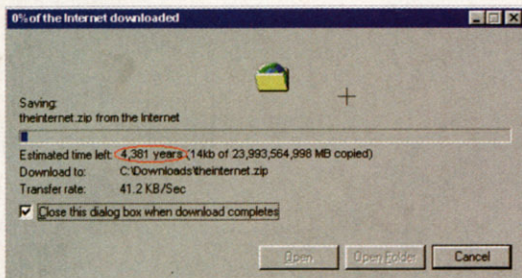 0% of the Internet downloaded
Saving:
theinternet.zip from the Internet
Estimated time left: 4,381 years (14kb of 23,993,564,998 MB copied)
Download to: C:\Downloads\theinternet.zip
Transfer rate: 41.2 KB/Sec
Close this dialog box when download completes
Open Open Folder Cancel